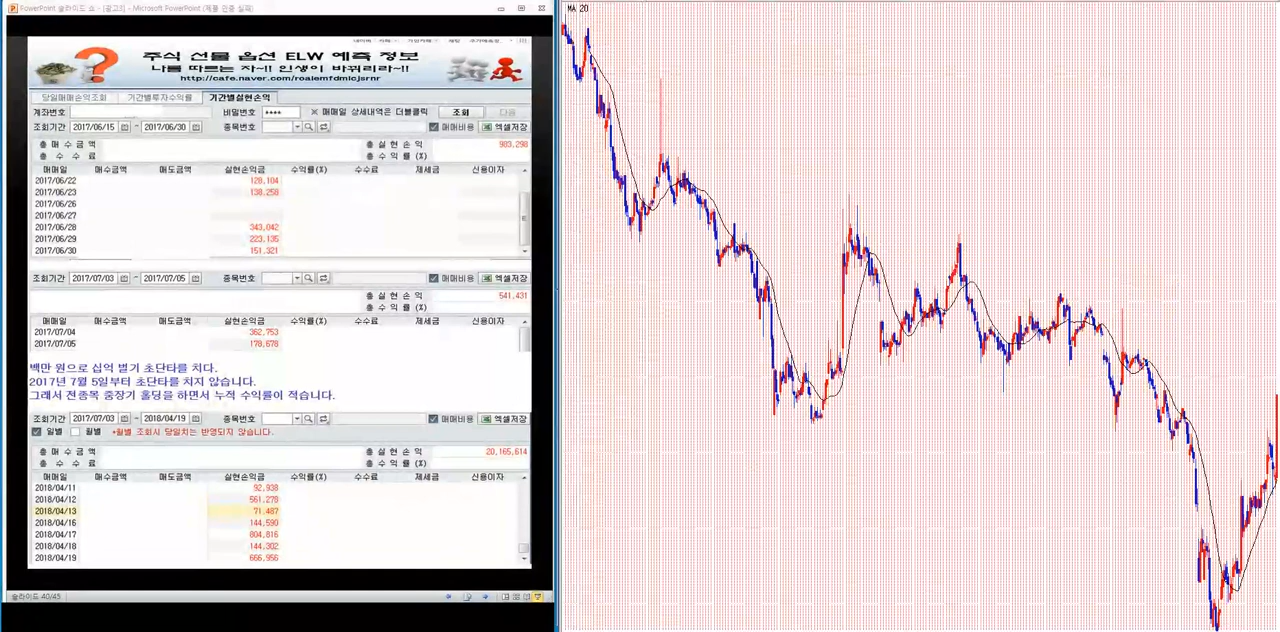 PowerPoint 슬라이드 쇼 - [광고3] - Microsoft PowerPoint (제품 인증 실패)
주식 선물 옵션 ELW 예측 정보
나를 따르는 자~!! 인생이 바뀌리라~!!
http://cafe.naver.com/roalemfdmlcjsrnr
당일매매손익조회 기간별투자수익률 기간별실현손익
계좌번호 비밀번호 **** ※ 매매일 상세내역은 더블클릭 조회 다음
조회기간 2017/06/15 ~ 2017/06/30 종목번호 매매비용 엑셀저장
총 매 수 금 액 총 실 현 손 익 983,298
총 수 수 료 총 수 익 률 (%)
매매일 매수금액 매도금액 실현손익금 수익률(%) 수수료 제세금 신용이자
2017/06/22 128,104
2017/06/23 138,258
2017/06/26
2017/06/27
2017/06/28 343,042
2017/06/29 223,135
2017/06/30 151,321
조회기간 2017/07/03 ~ 2017/07/05 종목번호 매매비용 엑셀저장
총 실 현 손 익 541,431
총 수 익 률 (%)
매매일 매수금액 매도금액 실현손익금 수익률(%) 수수료 제세금 신용이자
2017/07/04 362,753
2017/07/05 178,678
백만 원으로 십억 벌기 초단타를 치다.
2017년 7월 5일부터 초단타를 치지 않습니다.
그래서 전종목 중장기 홀딩을 하면서 누적 수익률이 적습니다.
조회기간 2017/07/03 ~ 2018/04/19 종목번호 매매비용 엑셀저장
일별 월별 *월별 조회시 당일치는 반영되지 않습니다.
총 매 수 금 액 총 실 현 손 익 20,165,614
총 수 수 료 총 수 익 률 (%)
매매일 매수금액 매도금액 실현손익금 수익률(%) 수수료 제세금 신용이자
2018/04/11 92,938
2018/04/12 561,278
2018/04/13 71,487
2018/04/16 144,590
2018/04/17 804,816
2018/04/18 144,302
2018/04/19 666,956
슬라이드 40/45
MA 20